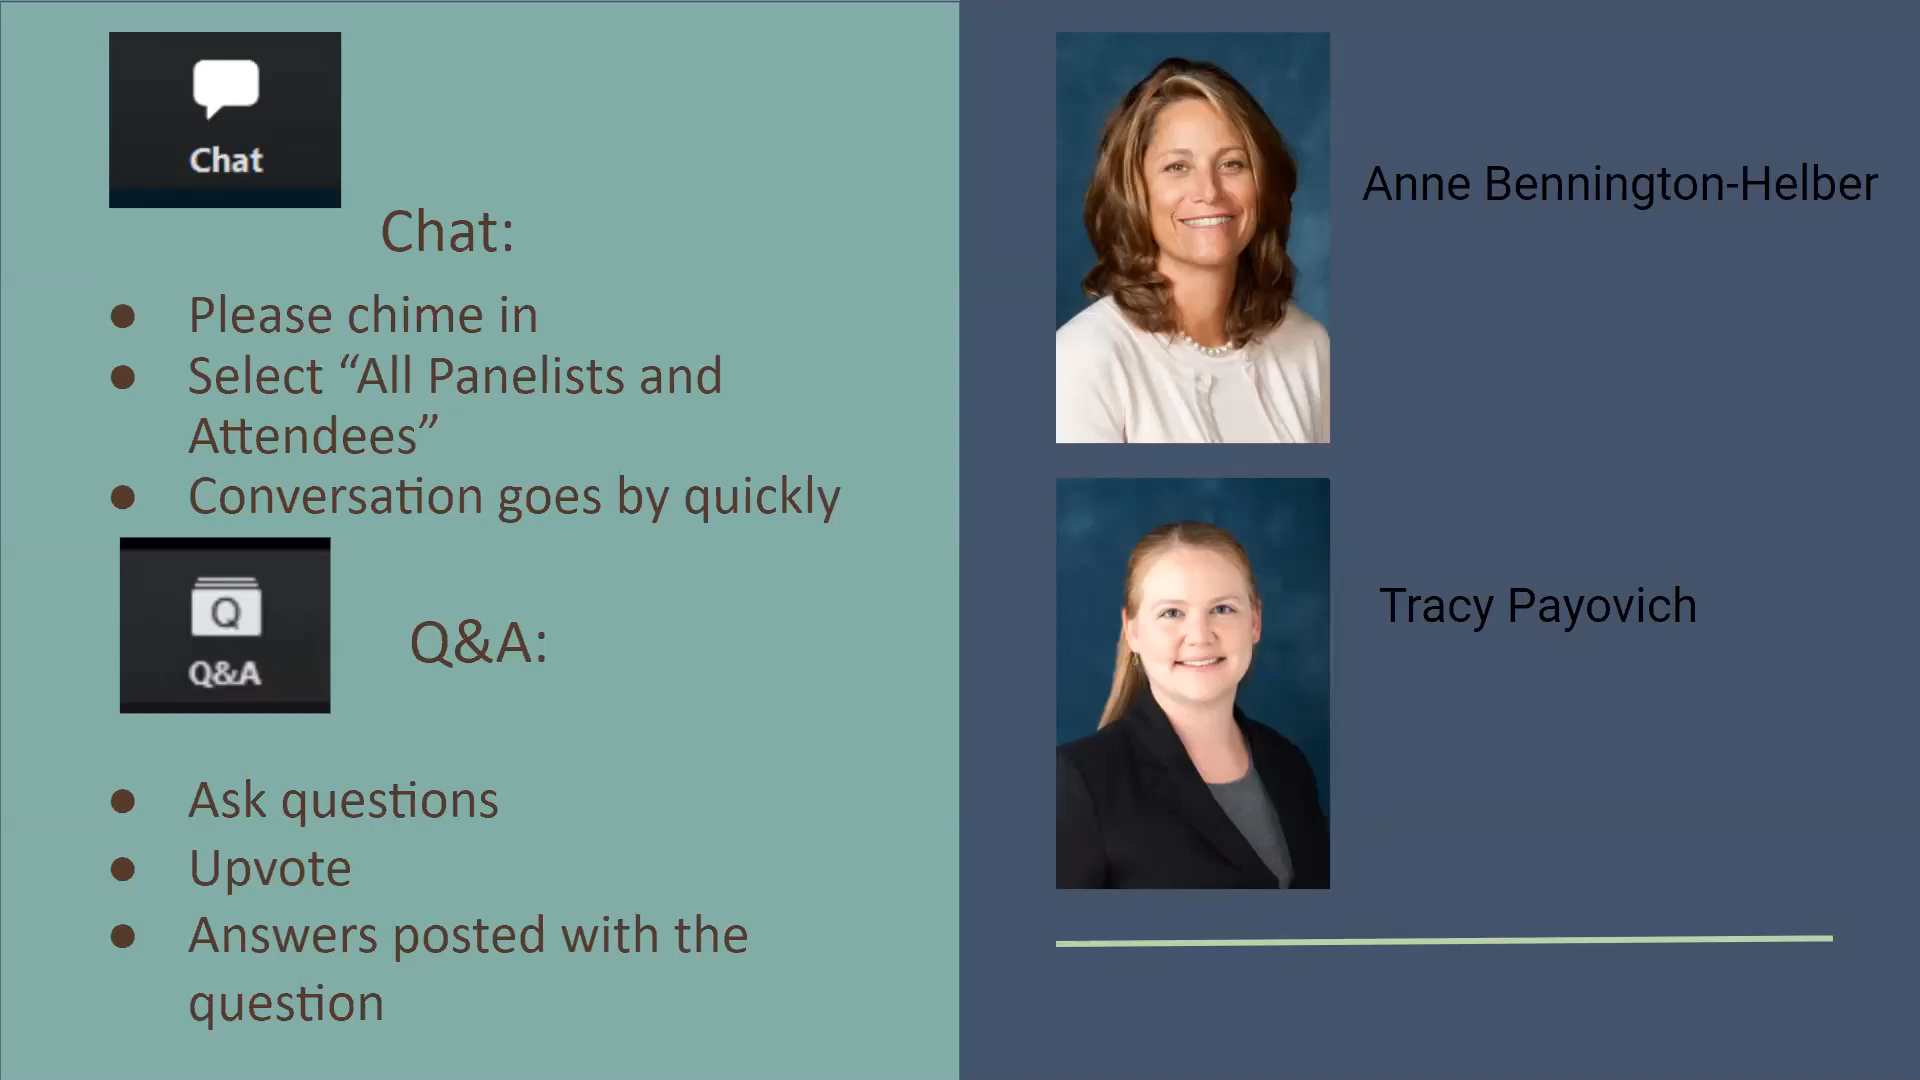 Chat
Chat:
● Please chime in
● Select “All Panelists and
Attendees”
● Conversation goes by quickly
Q
Q&A
Q&A:
● Ask questions
● Upvote
● Answers posted with the
question
Anne Bennington-Helber
Tracy Payovich